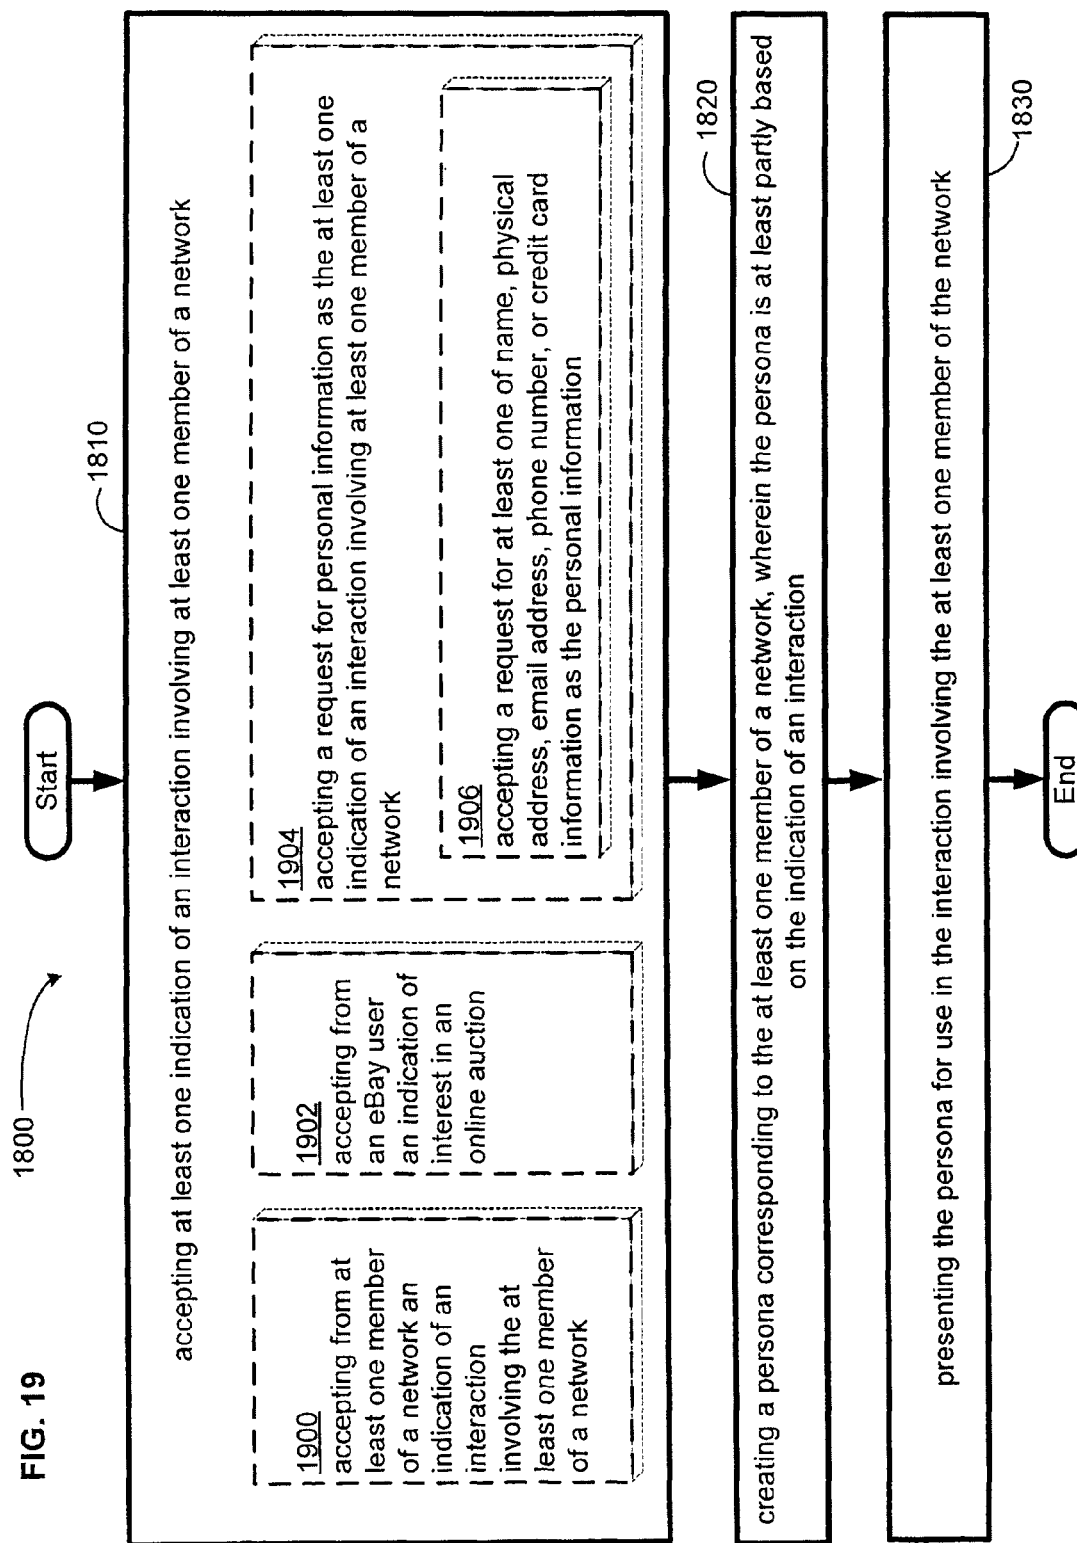 FIG. 19
1800
Start
1810
accepting at least one indication of an interaction involving at least one member of a network
1900
accepting from at
least one member
of a network an
indication of an
interaction
involving the at
least one member
of a network
1902
accepting from
an eBay user
an indication of
interest in an
online auction
1904
accepting a request for personal information as the at least one
indication of an interaction involving at least one member of a
network
1906
accepting a request for at least one of name, physical
address, email address, phone number, or credit card
information as the personal information
1820
creating a persona corresponding to the at least one member of a network, wherein the persona is at least partly based
on the indication of an interaction
1830
presenting the persona for use in the interaction involving the at least one member of the network
End